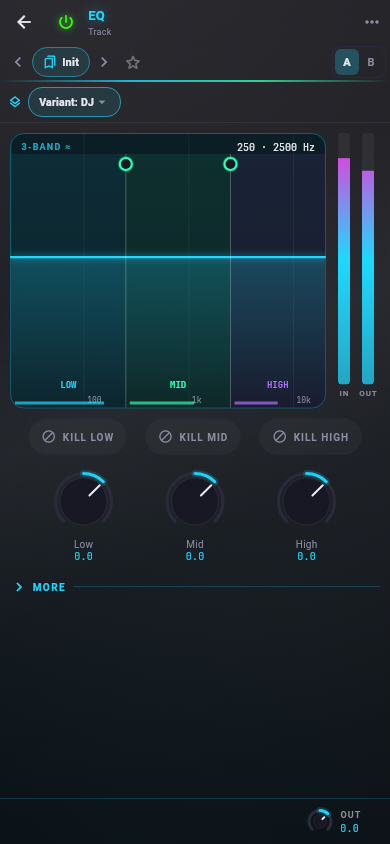 EQ
Track
Init
A B
Variant: DJ
3-BAND ≈ 250 · 2500 Hz
LOW MID HIGH
100 1k 10k
IN OUT
KILL LOW KILL MID KILL HIGH
Low Mid High
0.0 0.0 0.0
MORE
OUT
0.0